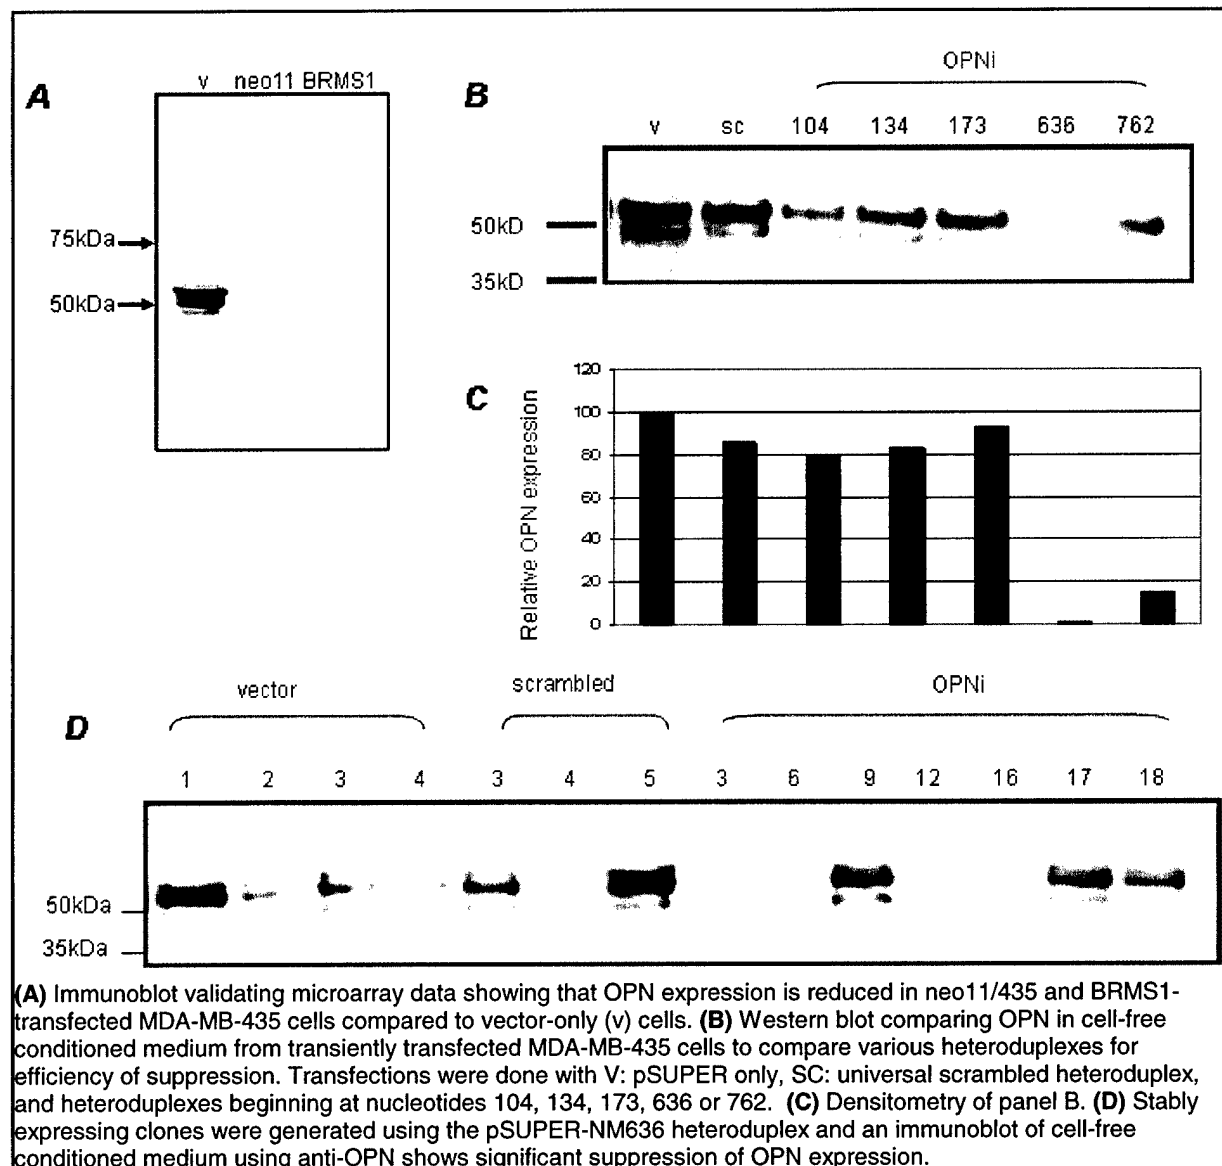 A
v neo11 BRMS1
75kDa
50kDa
B
OPNi
v sc 104 134 173 636 762
50kD
35kD
C
Relative OPN expression
120
100
80
60
40
20
0
D
vector scrambled OPNi
1 2 3 4 3 4 5 3 6 9 12 16 17 18
50kDa
35kDa
(A) Immunoblot validating microarray data showing that OPN expression is reduced in neo11/435 and BRMS1-
transfected MDA-MB-435 cells compared to vector-only (v) cells. (B) Western blot comparing OPN in cell-free
conditioned medium from transiently transfected MDA-MB-435 cells to compare various heteroduplexes for
efficiency of suppression. Transfections were done with V: pSUPER only, SC: universal scrambled heteroduplex,
and heteroduplexes beginning at nucleotides 104, 134, 173, 636 or 762. (C) Densitometry of panel B. (D) Stably
expressing clones were generated using the pSUPER-NM636 heteroduplex and an immunoblot of cell-free
conditioned medium using anti-OPN shows significant suppression of OPN expression.